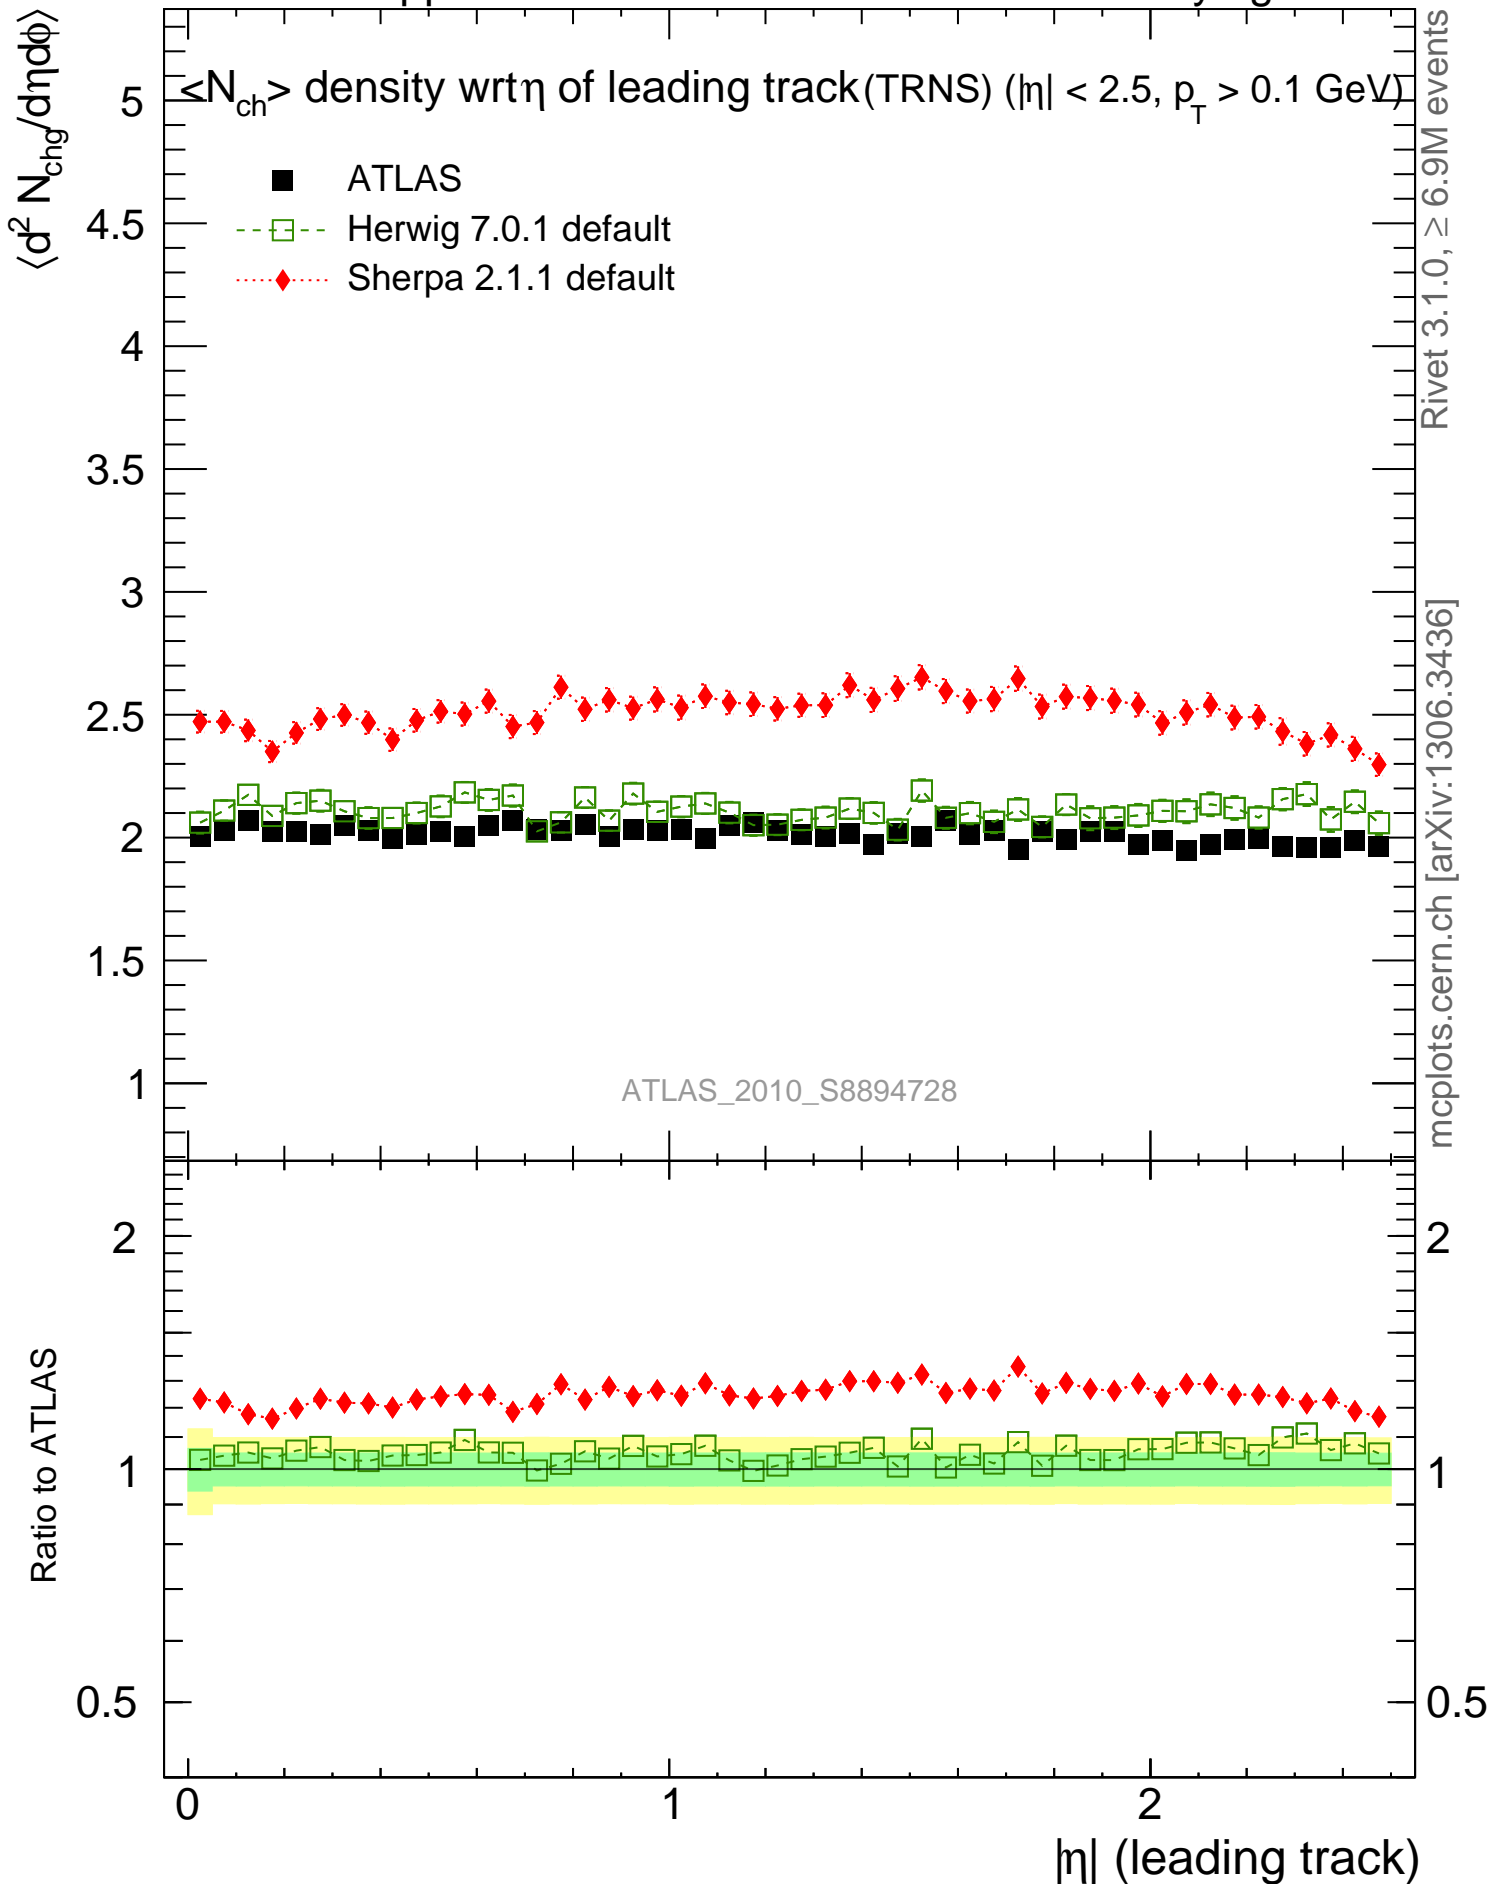 <N_ch> density wrt η of leading track (TRNS) (|η| < 2.5, p_T > 0.1 GeV)
⟨d² N_chg/dηdϕ⟩
ATLAS
Herwig 7.0.1 default
Sherpa 2.1.1 default
5
4.5
4
3.5
3
2.5
2
1.5
1
ATLAS_2010_S8894728
Rivet 3.1.0, ≥ 6.9M events
mcplots.cern.ch [arXiv:1306.3436]
Ratio to ATLAS
2
1
0.5
2
1
0.5
0
1
2
|η| (leading track)